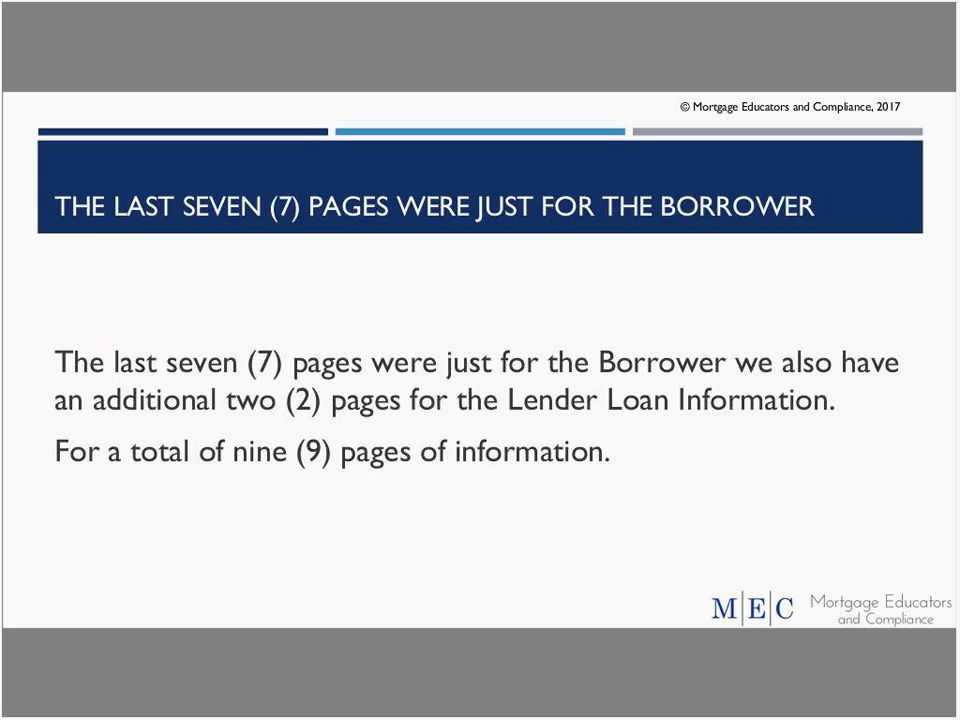 © Mortgage Educators and Compliance, 2017
THE LAST SEVEN (7) PAGES WERE JUST FOR THE BORROWER
The last seven (7) pages were just for the Borrower we also have
an additional two (2) pages for the Lender Loan Information.
For a total of nine (9) pages of information.
M|E|C Mortgage Educators
and Compliance